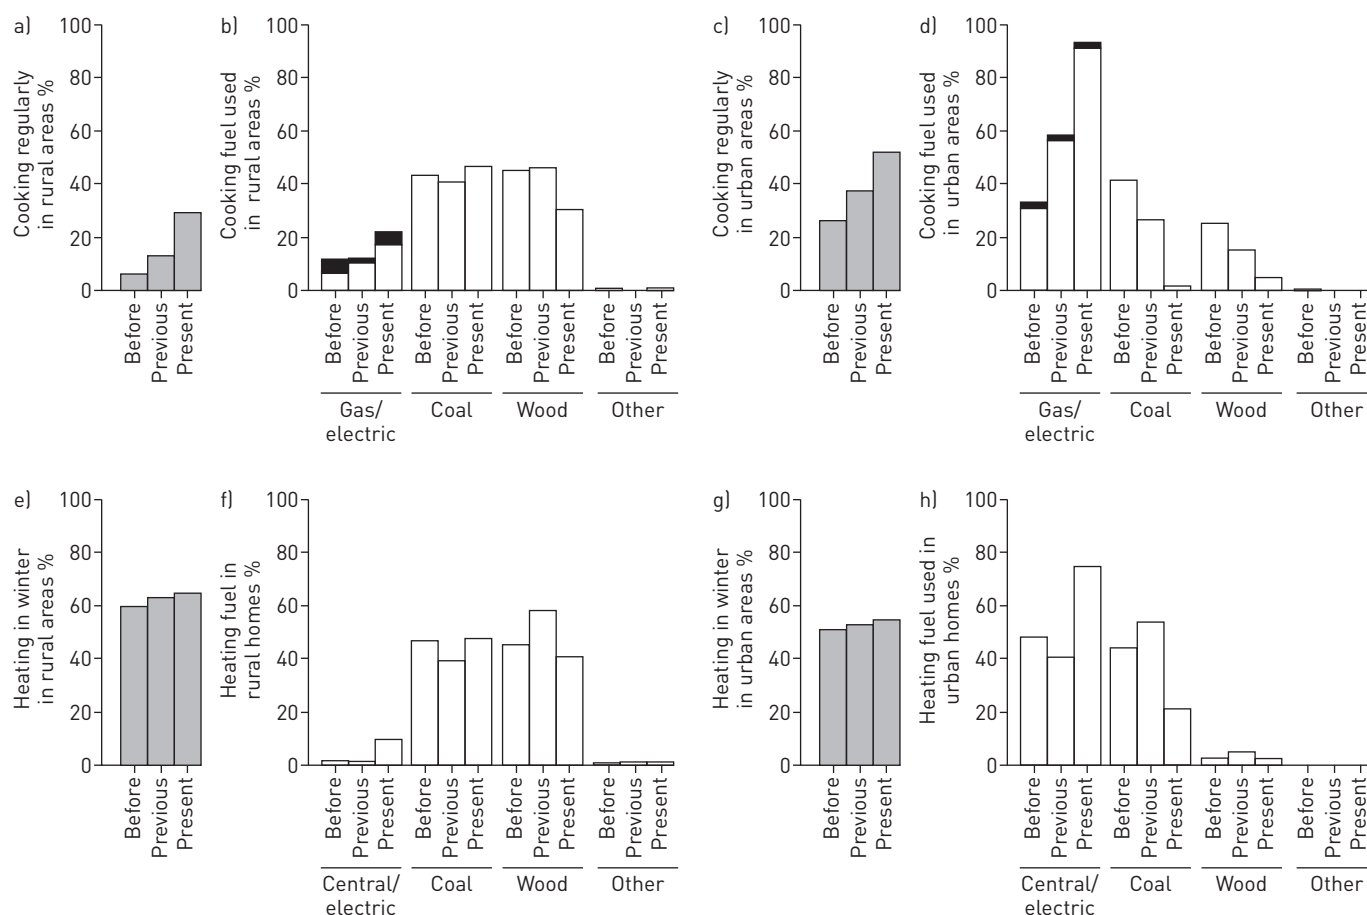 a)
Cooking regularly
in rural areas %
100
80
60
40
20
0
Before
Previous
Present
b)
Cooking fuel used
in rural areas %
100
80
60
40
20
0
Before
Previous
Present
Before
Previous
Present
Before
Previous
Present
Before
Previous
Present
Gas/
electric
Coal
Wood
Other
c)
Cooking regularly
in urban areas %
100
80
60
40
20
0
Before
Previous
Present
d)
Cooking fuel used
in urban areas %
100
80
60
40
20
0
Before
Previous
Present
Before
Previous
Present
Before
Previous
Present
Before
Previous
Present
Gas/
electric
Coal
Wood
Other
e)
Heating in winter
in rural areas %
100
80
60
40
20
0
Before
Previous
Present
f)
Heating fuel in
rural homes %
100
80
60
40
20
0
Before
Previous
Present
Before
Previous
Present
Before
Previous
Present
Before
Previous
Present
Central/
electric
Coal
Wood
Other
g)
Heating in winter
in urban areas %
100
80
60
40
20
0
Before
Previous
Present
h)
Heating fuel used in
urban homes %
100
80
60
40
20
0
Before
Previous
Present
Before
Previous
Present
Before
Previous
Present
Before
Previous
Present
Central/
electric
Coal
Wood
Other